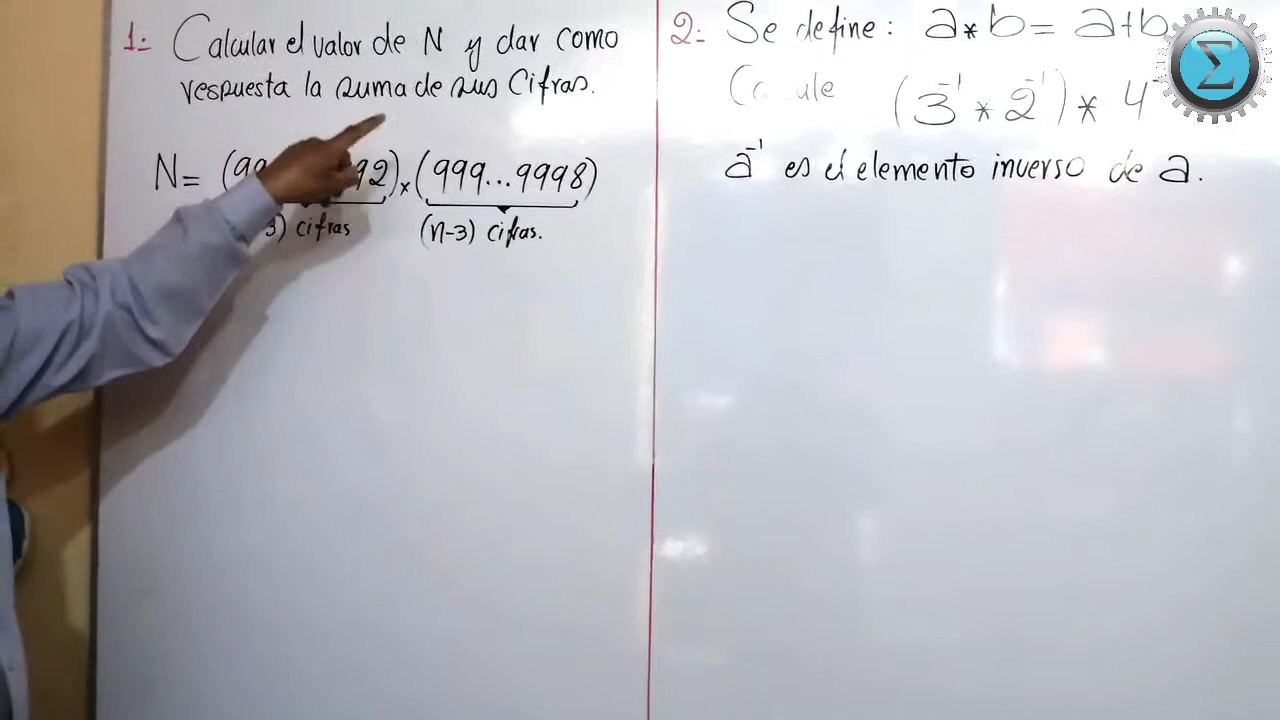 1.- Calcular el valor de N y dar como
respuesta la suma de sus Cifras.
N= (99 92) x (999...9998)
3) cifras (n-3) cifras.
2.- Se define: a * b = a+b
(3⁻¹ * 2⁻¹) * 4
a⁻¹ es el elemento inverso de a.
Σ